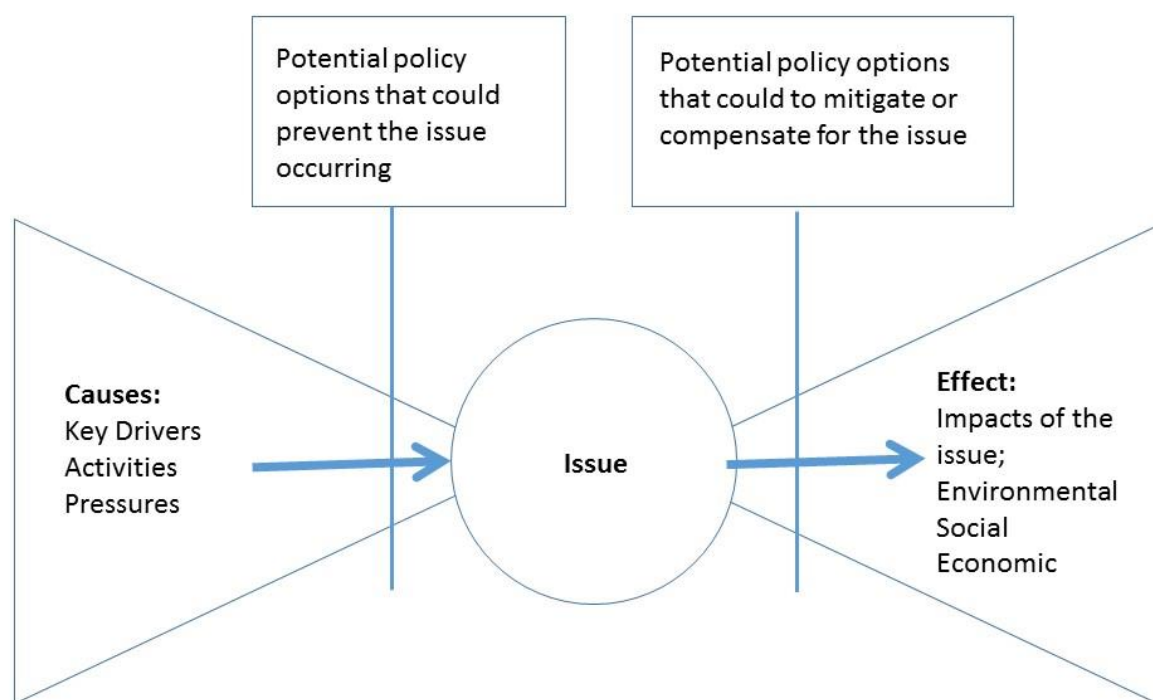 Potential policy
options that could
prevent the issue
occurring
Potential policy options
that could to mitigate or
compensate for the issue
Causes:
Key Drivers
Activities
Pressures
Issue
Effect:
Impacts of the
issue;
Environmental
Social
Economic